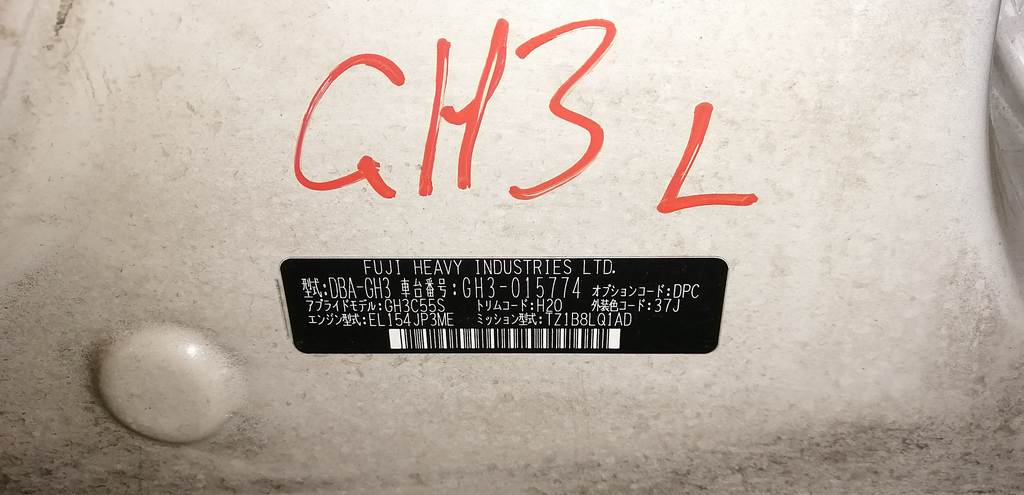 GH3 L
FUJI HEAVY INDUSTRIES LTD.
型式:DBA-GH3 車台番号:GH3-015774 オプションコード:DPC
アプライドモデル:GH3C55S トリムコード:H20 外装色コード:37J
エンジン型式:EL154JP3ME ミッション型式:TZ1B8LQ1AD